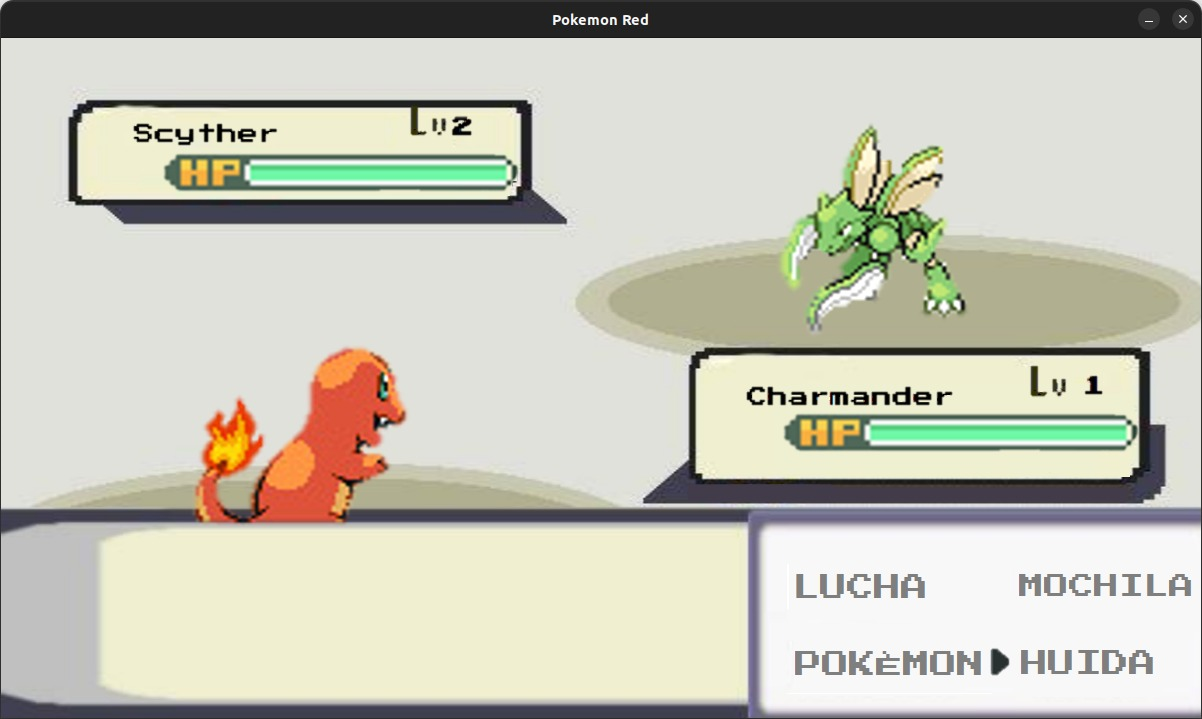 Pokemon Red
Scyther Lv2
HP
Charmander Lv 1
HP
LUCHA MOCHILA
POKèMON HUIDA